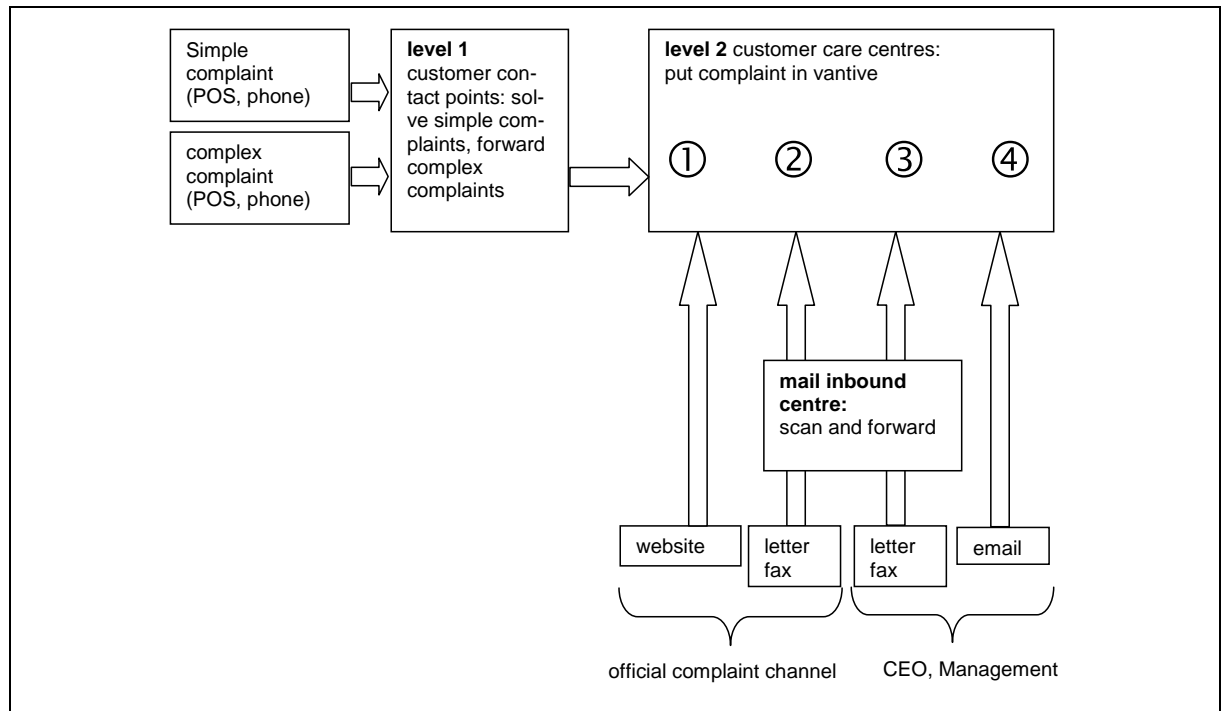 Simple
complaint
(POS, phone)
complex
complaint
(POS, phone)
level 1
customer con-
tact points: sol-
ve simple com-
plaints, forward
complex
complaints
level 2 customer care centres:
put complaint in vantive
① ② ③ ④
mail inbound
centre:
scan and forward
website
letter
fax
letter
fax
email
official complaint channel
CEO, Management